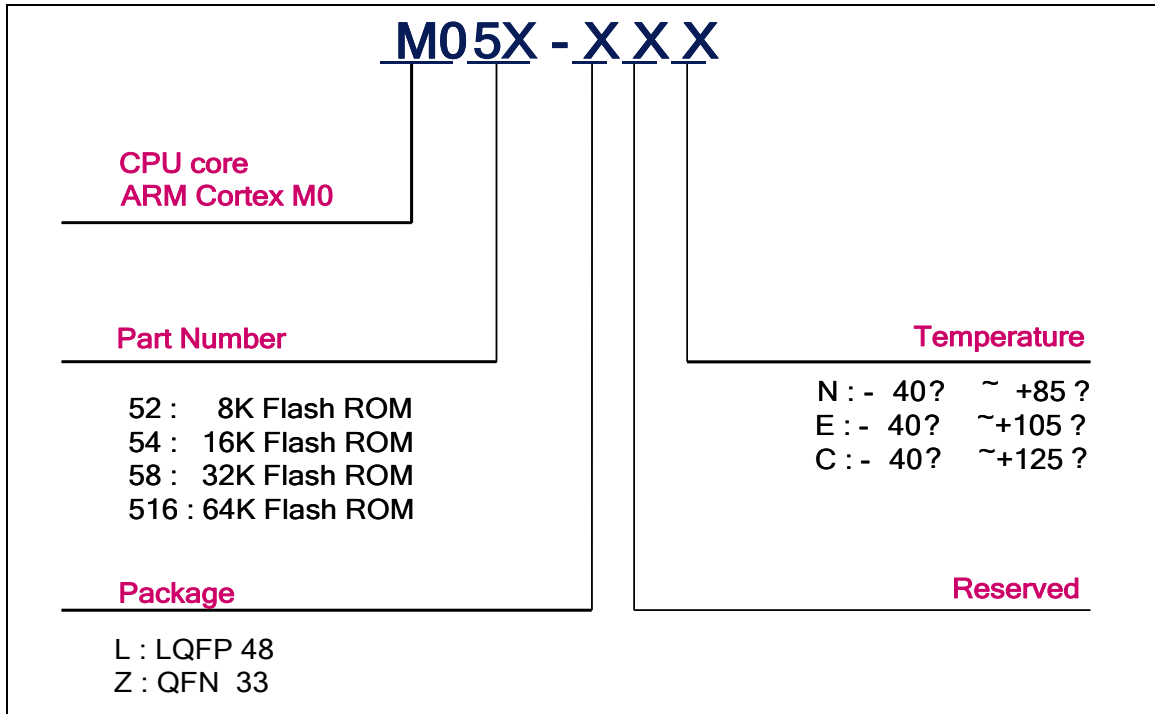 M05X - X X X
CPU core
ARM Cortex M0
Part Number
52 : 8K Flash ROM
54 : 16K Flash ROM
58 : 32K Flash ROM
516 : 64K Flash ROM
Package
L : LQFP 48
Z : QFN 33
Temperature
N : - 40? ~ +85 ?
E : - 40? ~+105 ?
C : - 40? ~+125 ?
Reserved